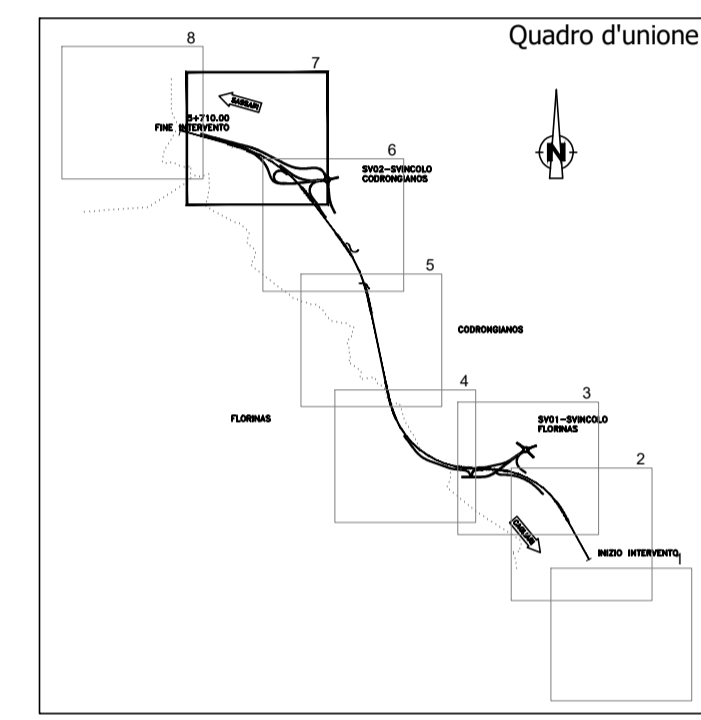 Quadro d'unione
8
7
SASSARI
5+710.00
FINE INTERVENTO
N
6
SV02-SVINCOLO
CODRONGIANOS
5
CODRONGIANOS
4
3
FLORINAS
SV01-SVINCOLO
FLORINAS
2
CAGLIARI
INIZIO INTERVENTO
1